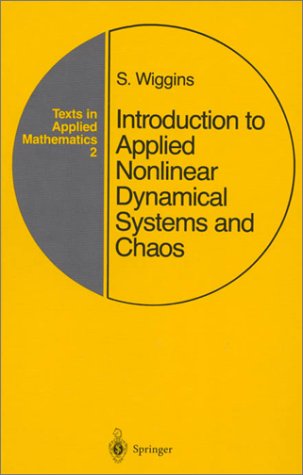 S. Wiggins
Texts in
Applied
Mathematics
2
Introduction to
Applied
Nonlinear
Dynamical
Systems and
Chaos
Springer